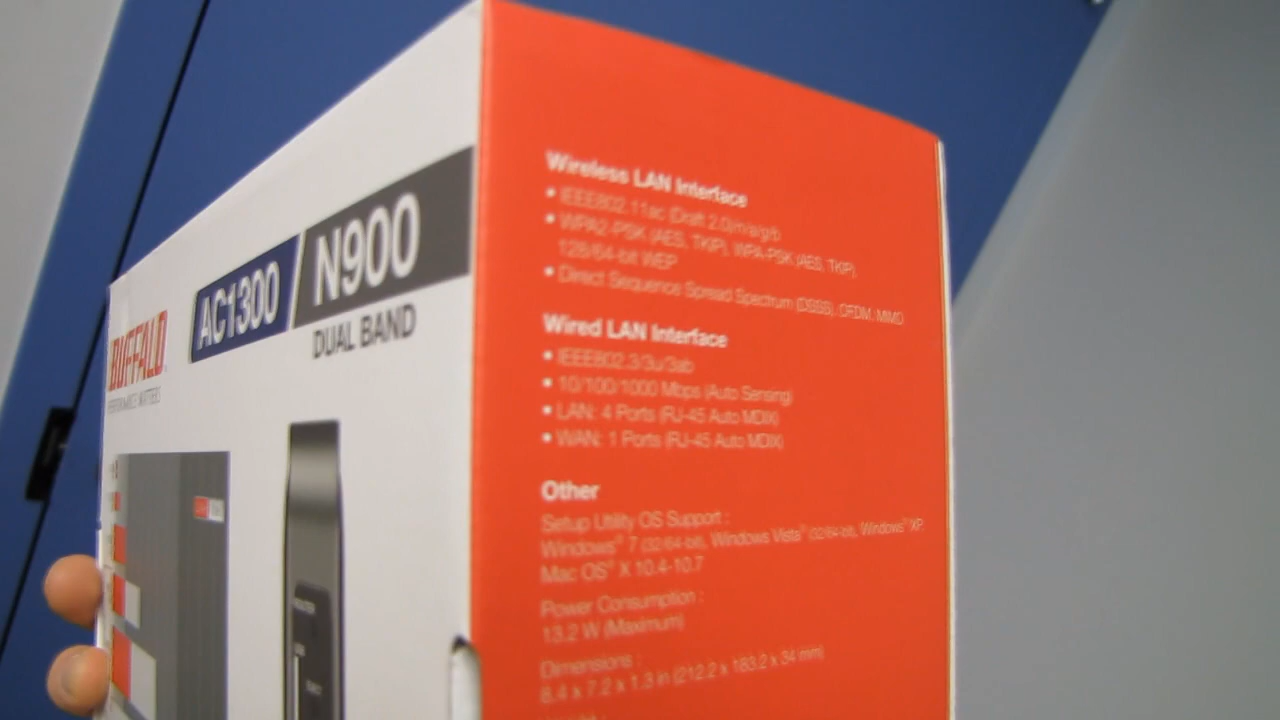 BUFFALO
AC1300 / N900
DUAL BAND
Wireless LAN Interface
• IEEE802.11ac (Draft 2.0)/n/a/g/b
• WPA2-PSK (AES, TKIP), WPA-PSK (AES, TKIP),
128/64-bit WEP
• Direct Sequence Spread Spectrum (DSSS), OFDM, MIMO
Wired LAN Interface
• IEEE802.3/3u/3ab
• 10/100/1000 Mbps (Auto Sensing)
• LAN: 4 Ports (RJ-45 Auto MDIX)
• WAN: 1 Ports (RJ-45 Auto MDIX)
Other
Setup Utility OS Support :
Windows® 7 (32/64-bit), Windows Vista® (32/64-bit), Windows® XP
Mac OS® X 10.4-10.7
Power Consumption :
13.2 W (Maximum)
Dimensions :
8.4 x 7.2 x 1.3 in (212.2 x 183.2 x 34 mm)